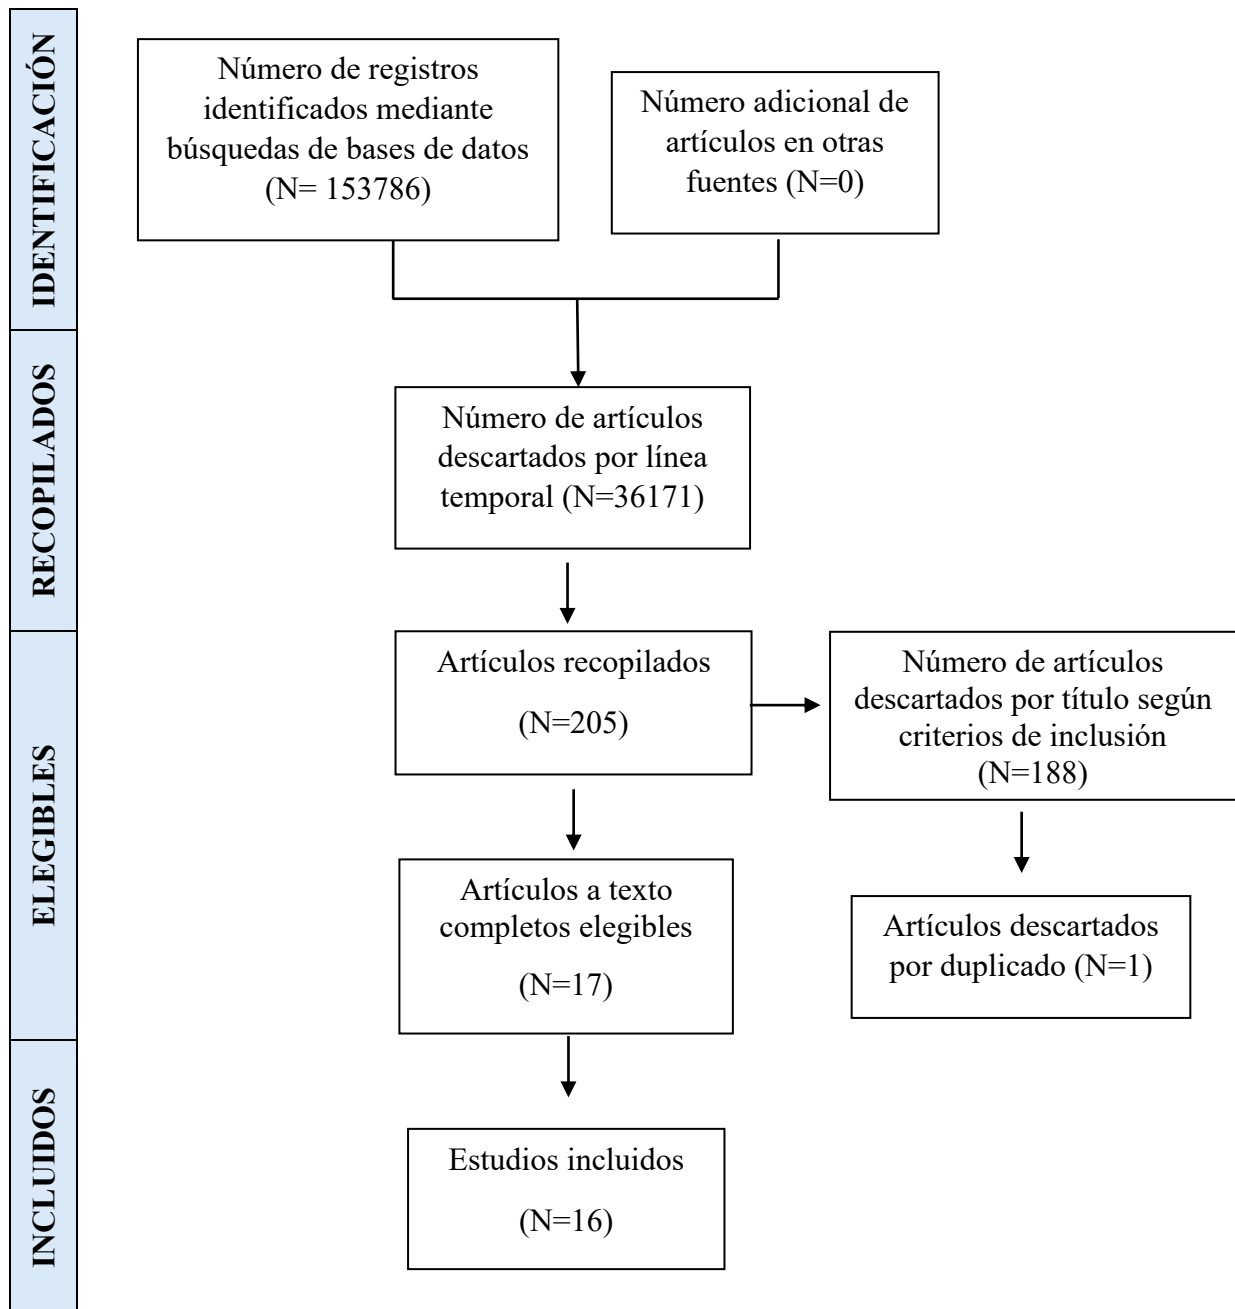 IDENTIFICACIÓN
Número de registros
identificados mediante
búsquedas de bases de datos
(N= 153786)
Número adicional de
artículos en otras
fuentes (N=0)
RECOPILADOS
Número de artículos
descartados por línea
temporal (N=36171)
ELEGIBLES
Artículos recopilados
(N=205)
Número de artículos
descartados por título según
criterios de inclusión
(N=188)
Artículos a texto
completos elegibles
(N=17)
Artículos descartados
por duplicado (N=1)
INCLUIDOS
Estudios incluidos
(N=16)